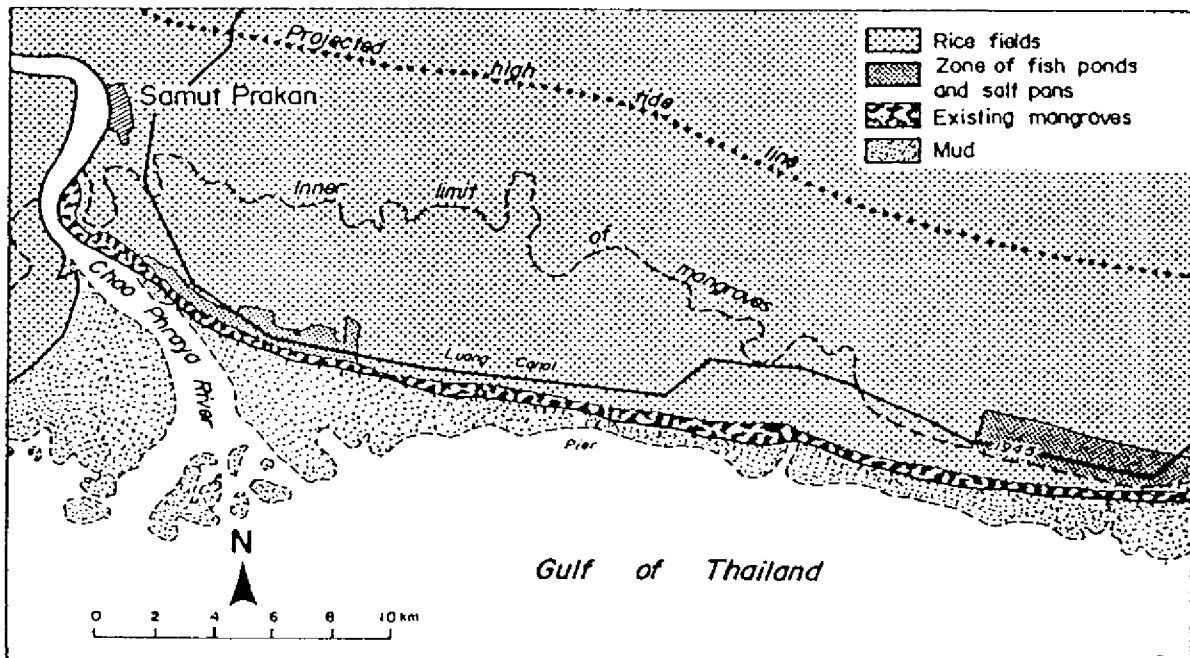 Projected high tide line
Rice fields
Zone of fish ponds
and salt pans
Existing mangroves
Mud
Samut Prakan
Inner limit of mangroves
Chao Phraya River
Luang Canal
1945
Pier
Gulf of Thailand
N
0 2 4 6 8 10 km